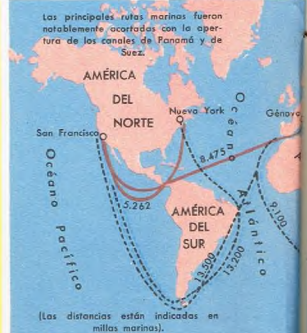 Las principales rutas marinas fueron
notablemente acortadas con la aper-
tura de los canales de Panamá y de
Suez.
AMÉRICA
DEL
NORTE
Nueva York
Océano
Génova
San Francisco
8.475
Océano Pacífico
5.262
AMÉRICA
DEL
SUR
Atlántico
9.100
13.500
13.200
(Las distancias están indicadas en
millas marinas).